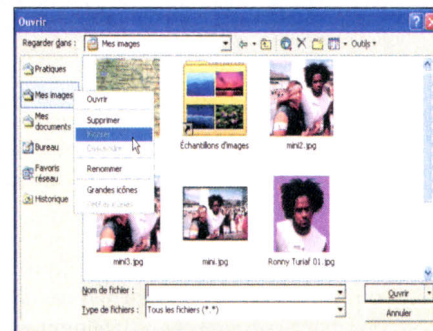 Ouvrir
Regarder dans : Mes images Outils
Pratiques
Mes images
Mes documents
Bureau
Favoris réseau
Historique
Ouvrir
Supprimer
Renommer
Grandes icônes
Échantillons d'images
mini2.jpg
mini3.jpg
mini.jpg
Ronny Turiaf 01.jpg
Nom de fichier :
Ouvrir
Type de fichiers : Tous les fichiers (*.*)
Annuler